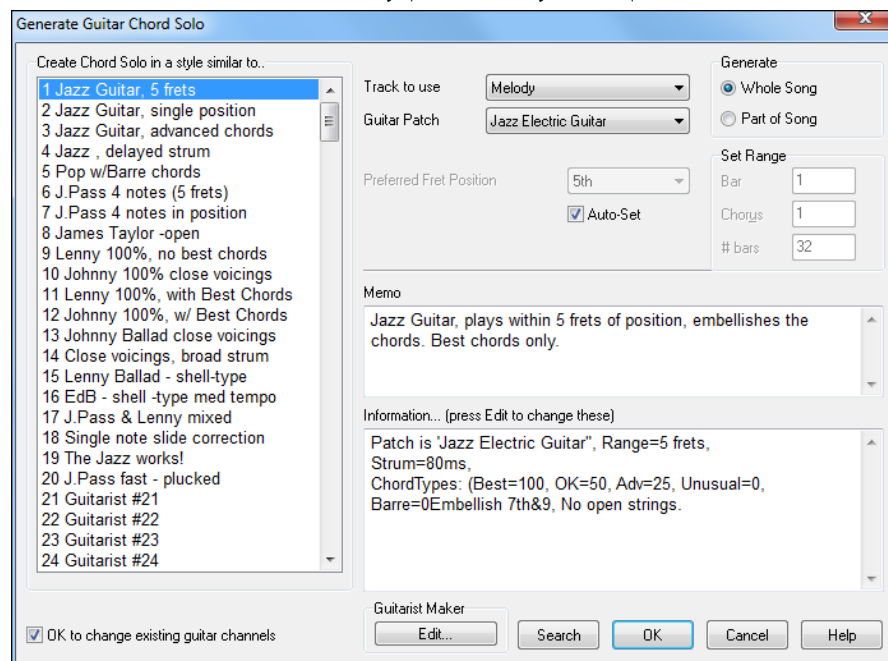 Generate Guitar Chord Solo
Create Chord Solo in a style similar to..
1 Jazz Guitar, 5 frets
2 Jazz Guitar, single position
3 Jazz Guitar, advanced chords
4 Jazz , delayed strum
5 Pop w/Barre chords
6 J.Pass 4 notes (5 frets)
7 J.Pass 4 notes in position
8 James Taylor -open
9 Lenny 100%, no best chords
10 Johnny 100% close voicings
11 Lenny 100%, with Best Chords
12 Johnny 100%, w/ Best Chords
13 Johnny Ballad close voicings
14 Close voicings, broad strum
15 Lenny Ballad - shell-type
16 EdB - shell -type med tempo
17 J.Pass & Lenny mixed
18 Single note slide correction
19 The Jazz works!
20 J.Pass fast - plucked
21 Guitarist #21
22 Guitarist #22
23 Guitarist #23
24 Guitarist #24
OK to change existing guitar channels
Track to use Melody
Guitar Patch Jazz Electric Guitar
Preferred Fret Position 5th
Auto-Set
Generate
Whole Song
Part of Song
Set Range
Bar 1
Chorus 1
# bars 32
Memo
Jazz Guitar, plays within 5 frets of position, embellishes the
chords. Best chords only.
Information... (press Edit to change these)
Patch is 'Jazz Electric Guitar", Range=5 frets,
Strum=80ms,
ChordTypes: (Best=100, OK=50, Adv=25, Unusual=0,
Barre=0Embellish 7th&9, No open strings.
Guitarist Maker
Edit... Search OK Cancel Help